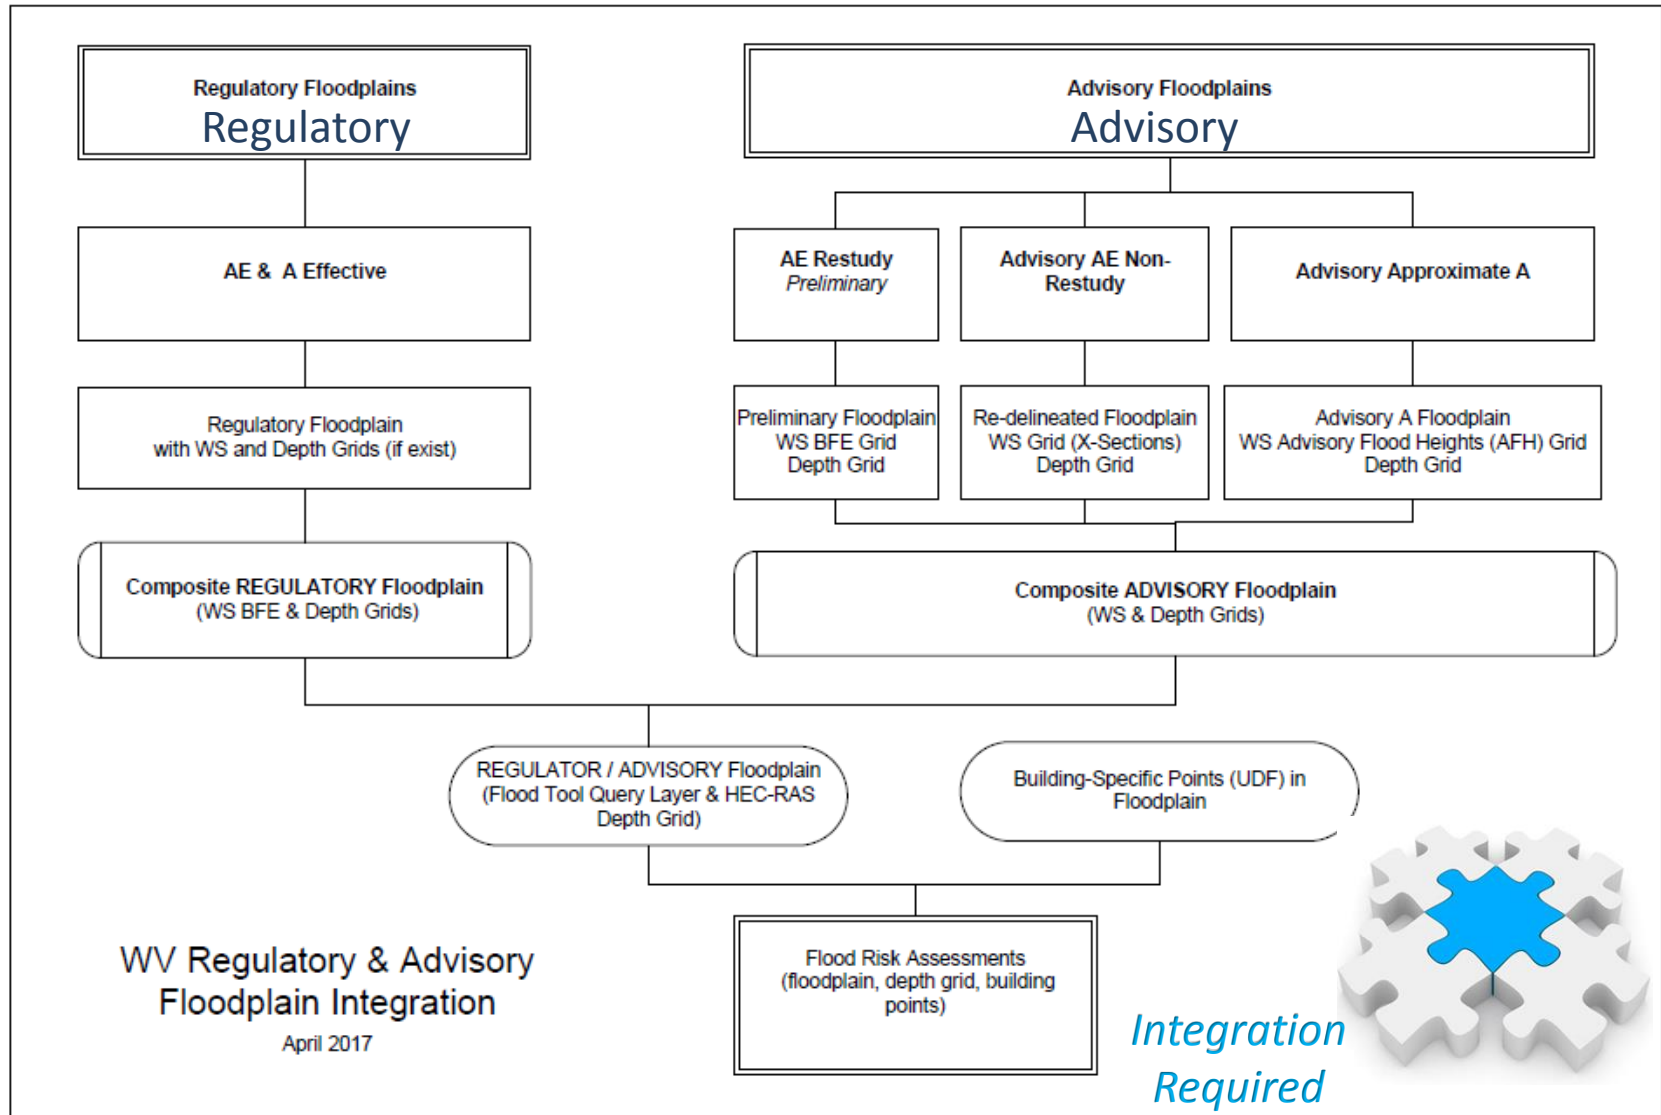 Regulatory Floodplains
Regulatory
Advisory Floodplains
Advisory
AE & A Effective
AE Restudy
Preliminary
Advisory AE Non-
Restudy
Advisory Approximate A
Regulatory Floodplain
with WS and Depth Grids (if exist)
Preliminary Floodplain
WS BFE Grid
Depth Grid
Re-delineated Floodplain
WS Grid (X-Sections)
Depth Grid
Advisory A Floodplain
WS Advisory Flood Heights (AFH) Grid
Depth Grid
Composite REGULATORY Floodplain
(WS BFE & Depth Grids)
Composite ADVISORY Floodplain
(WS & Depth Grids)
REGULATOR / ADVISORY Floodplain
(Flood Tool Query Layer & HEC-RAS
Depth Grid)
Building-Specific Points (UDF) in
Floodplain
Flood Risk Assessments
(floodplain, depth grid, building
points)
WV Regulatory & Advisory
Floodplain Integration
April 2017
Integration
Required